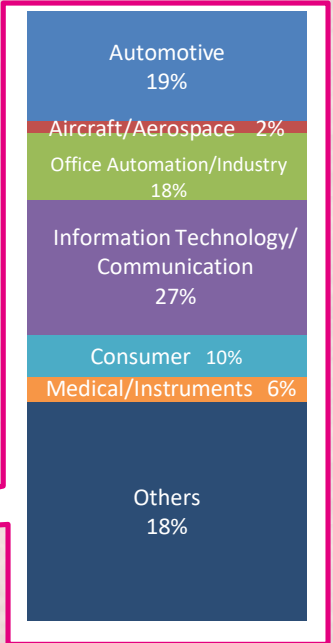 Automotive
19%
Aircraft/Aerospace 2%
Office Automation/Industry
18%
Information Technology/
Communication
27%
Consumer 10%
Medical/Instruments 6%
Others
18%